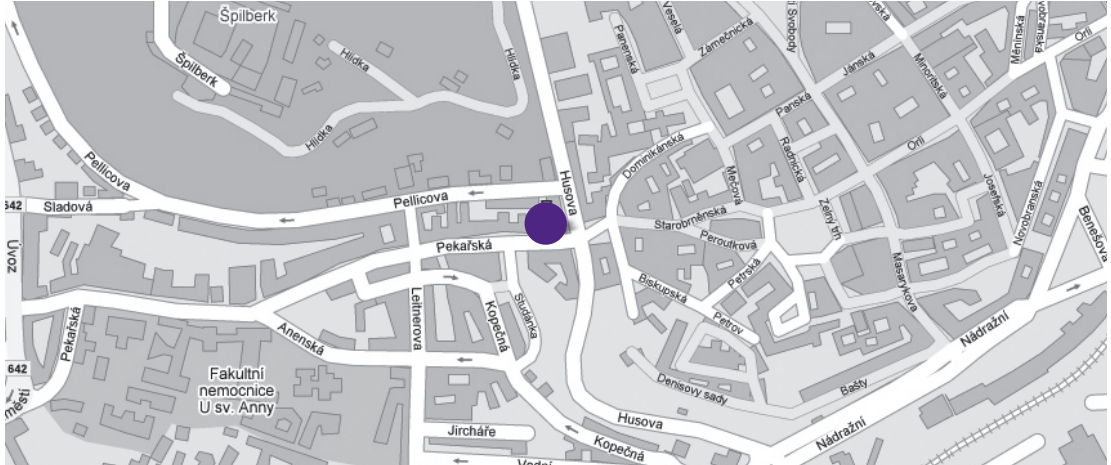 Špilberk
Špilberk
Hlídka
Hlídka
Hlídka
Pellicova
Sladová
642
Úvoz
Pellicova
Husova
Pekařská
Pekařská
642
Leitnerova
Anenská
Kopečná
Studánka
Fakultní
nemocnice
U sv. Anny
Jircháře
Vodní
Kopečná
Husova
Veselá
Panenská
Zámečnická
Jánská
Minoritská
Měnínská
Orlí
Panská
Dominikánská
Radnická
Mečová
Orlí
Starobrněnská
Peroutková
Zelný trh
Josefská
Novobranská
Benešova
Petrská
Biskupská
Petrov
Masarykova
Denisovy sady
Bašty
Nádražní
Nádražní